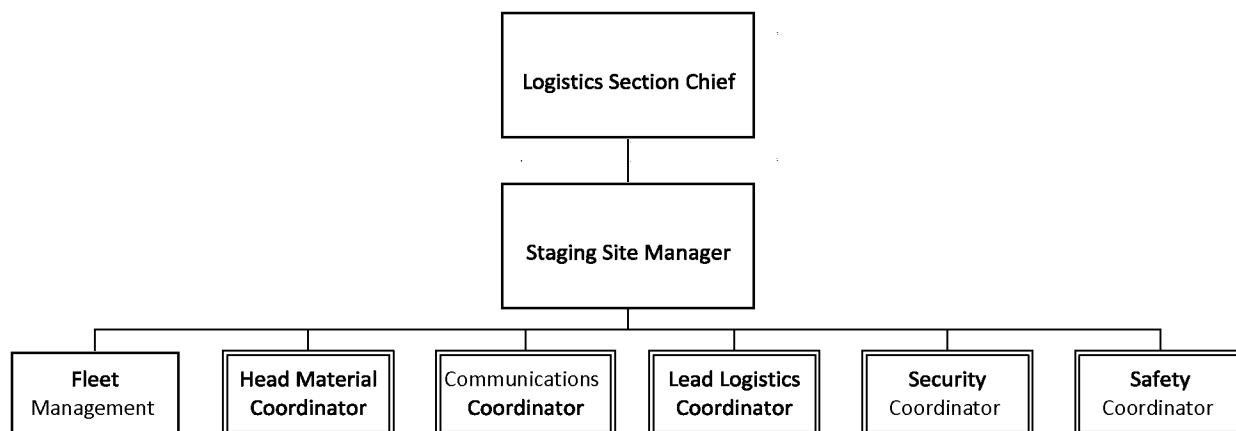 Logistics Section Chief
Staging Site Manager
Fleet
Management
Head Material
Coordinator
Communications
Coordinator
Lead Logistics
Coordinator
Security
Coordinator
Safety
Coordinator